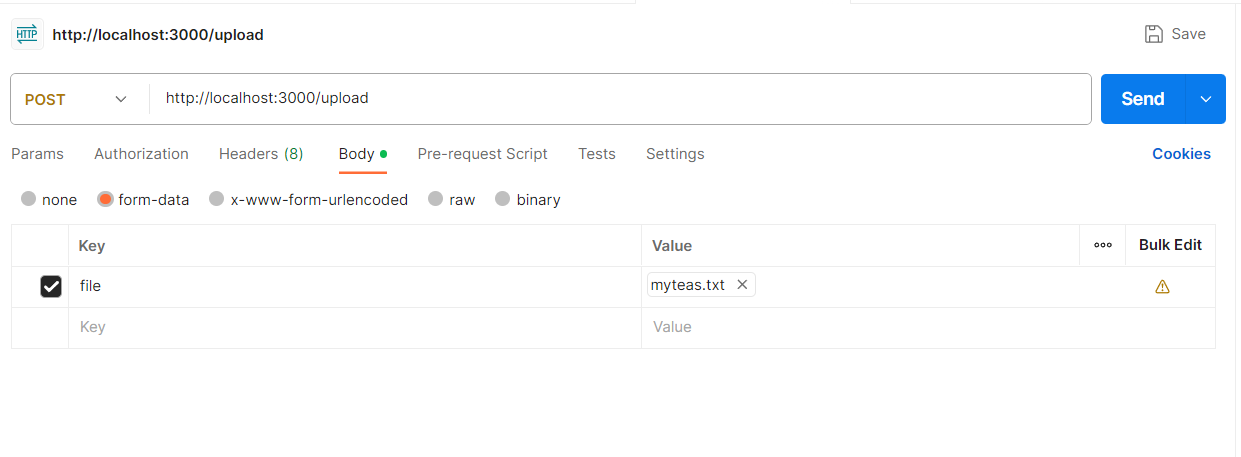 HTTP http://localhost:3000/upload Save
POST http://localhost:3000/upload Send
Params Authorization Headers (8) Body Pre-request Script Tests Settings Cookies
none form-data x-www-form-urlencoded raw binary
Key Value Bulk Edit
file myteas.txt
Key Value